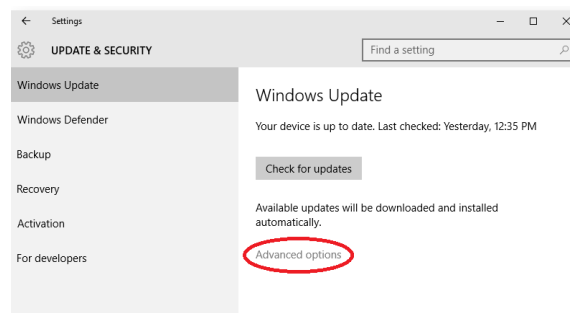 Settings
UPDATE & SECURITY
Find a setting
Windows Update
Windows Defender
Backup
Recovery
Activation
For developers
Windows Update
Your device is up to date. Last checked: Yesterday, 12:35 PM
Check for updates
Available updates will be downloaded and installed
automatically.
Advanced options